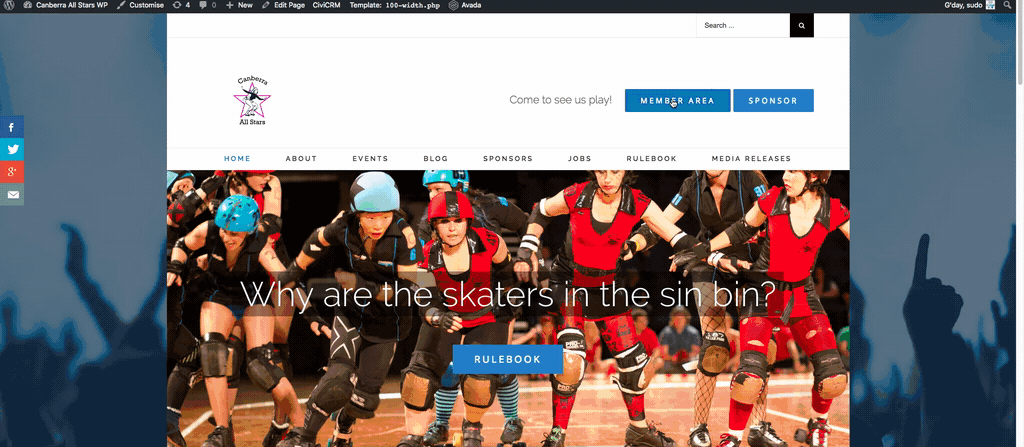 Canberra All Stars WP Customise 4 0 New Edit Page CiviCRM Template: 100-width.php Avada G'day, sudo
Search ...
Canberra
All Stars
Come to see us play! MEMBER AREA SPONSOR
HOME ABOUT EVENTS BLOG SPONSORS JOBS RULEBOOK MEDIA RELEASES
Why are the skaters in the sin bin?
RULEBOOK